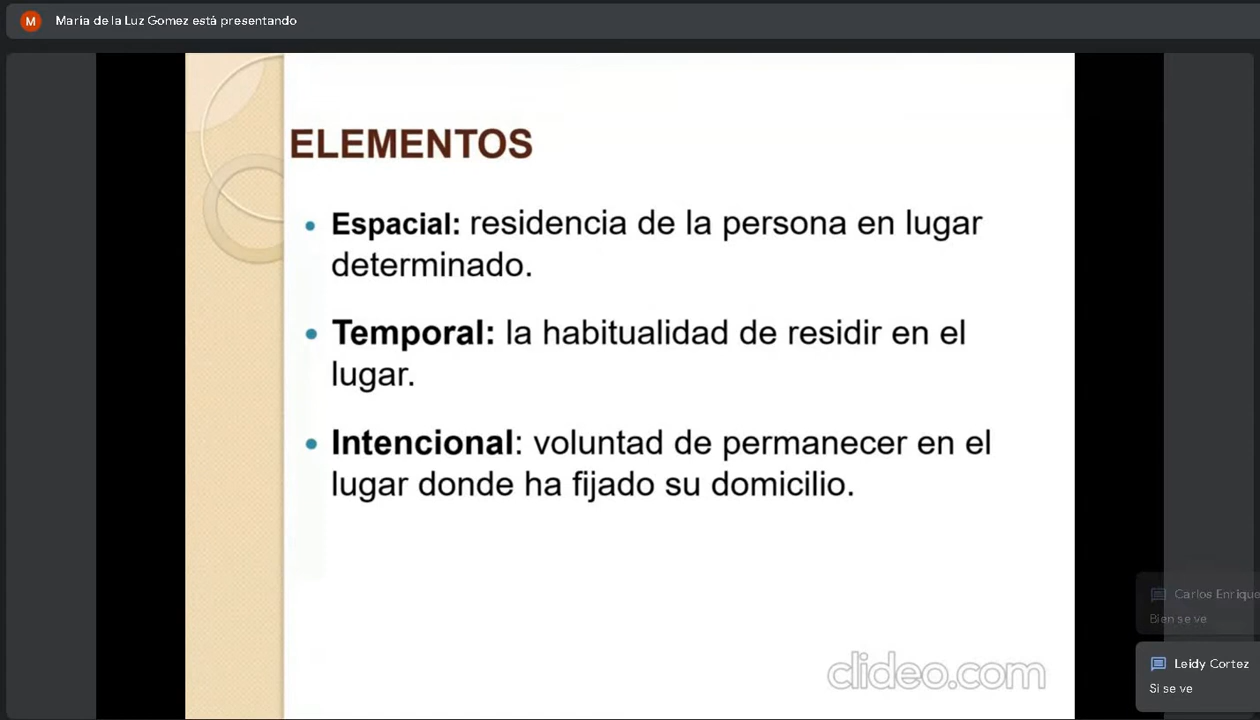 M
Maria de la Luz Gomez está presentando
ELEMENTOS
• Espacial: residencia de la persona en lugar
determinado.
• Temporal: la habitualidad de residir en el
lugar.
• Intencional: voluntad de permanecer en el
lugar donde ha fijado su domicilio.
Carlos Enrique
Bien se ve
Leidy Cortez
Si se ve
clideo.com